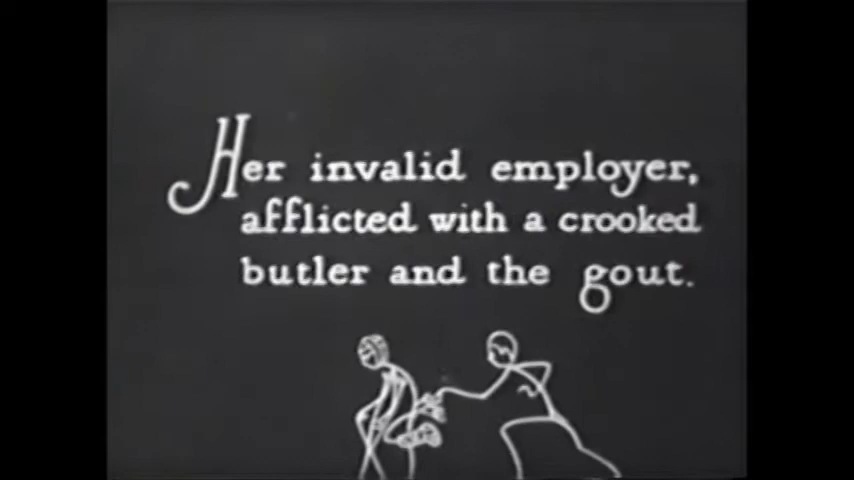 Her invalid employer,
afflicted with a crooked
butler and the gout.